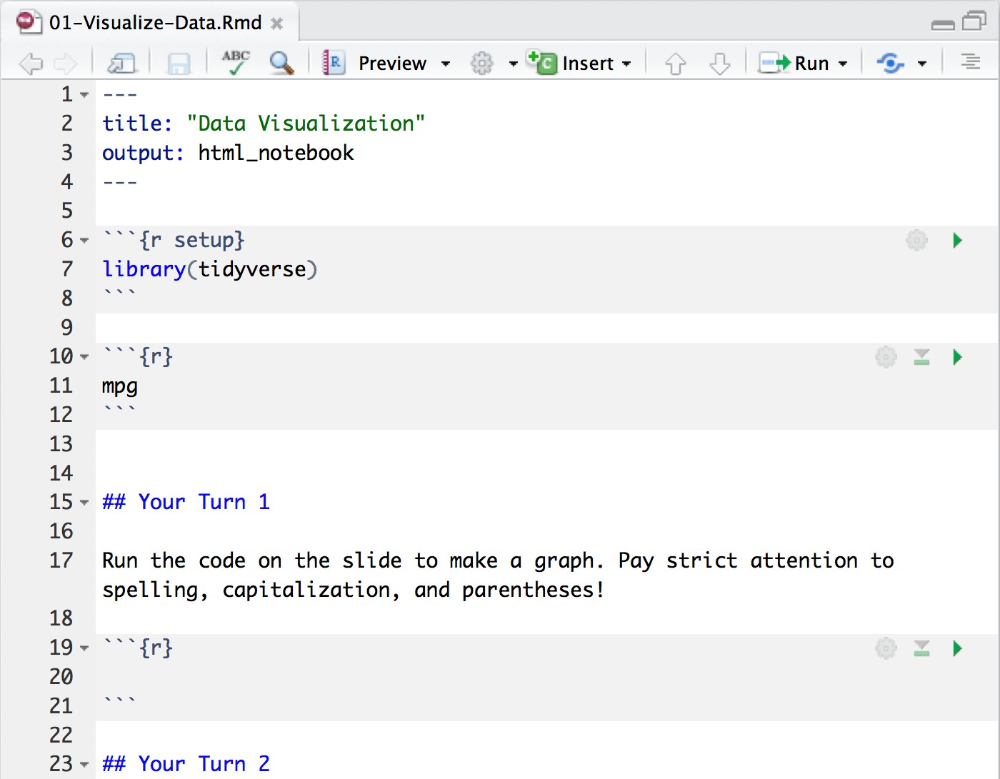 01-Visualize-Data.Rmd
ABC R Preview C Insert Run
1 ---
2 title: "Data Visualization"
3 output: html_notebook
4 ---
5
6 ```{r setup}
7 library(tidyverse)
8 ```
9
10 ```{r}
11 mpg
12 ```
13
14
15 ## Your Turn 1
16
17 Run the code on the slide to make a graph. Pay strict attention to
spelling, capitalization, and parentheses!
18
19 ```{r}
20
21 ```
22
23 ## Your Turn 2